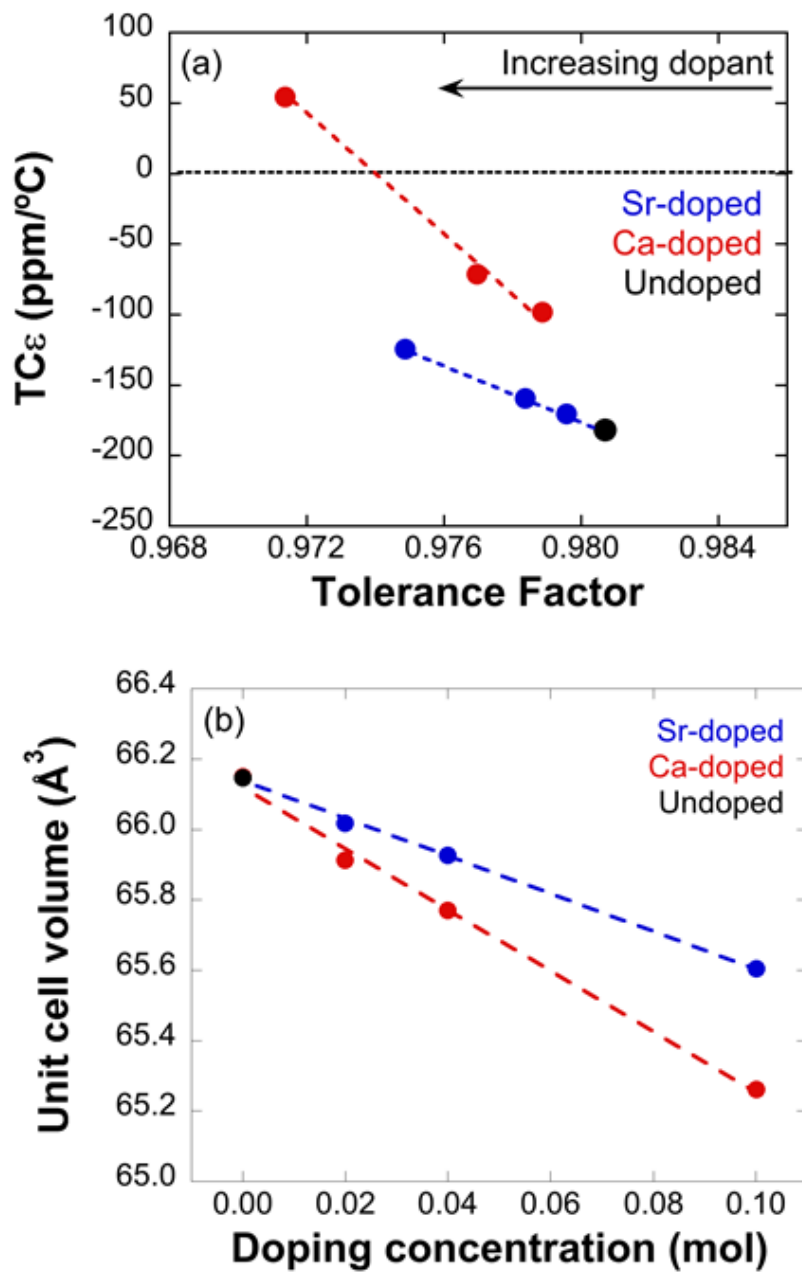 100
(a)
Increasing dopant
50
0
Sr-doped
-50
Ca-doped
Undoped
-100
-150
-200
-250
TCε (ppm/ºC)
0.968 0.972 0.976 0.980 0.984
Tolerance Factor
66.4
(b)
Sr-doped
66.2
Ca-doped
Undoped
66.0
65.8
65.6
65.4
65.2
65.0
Unit cell volume (Å³)
0.00 0.02 0.04 0.06 0.08 0.10
Doping concentration (mol)